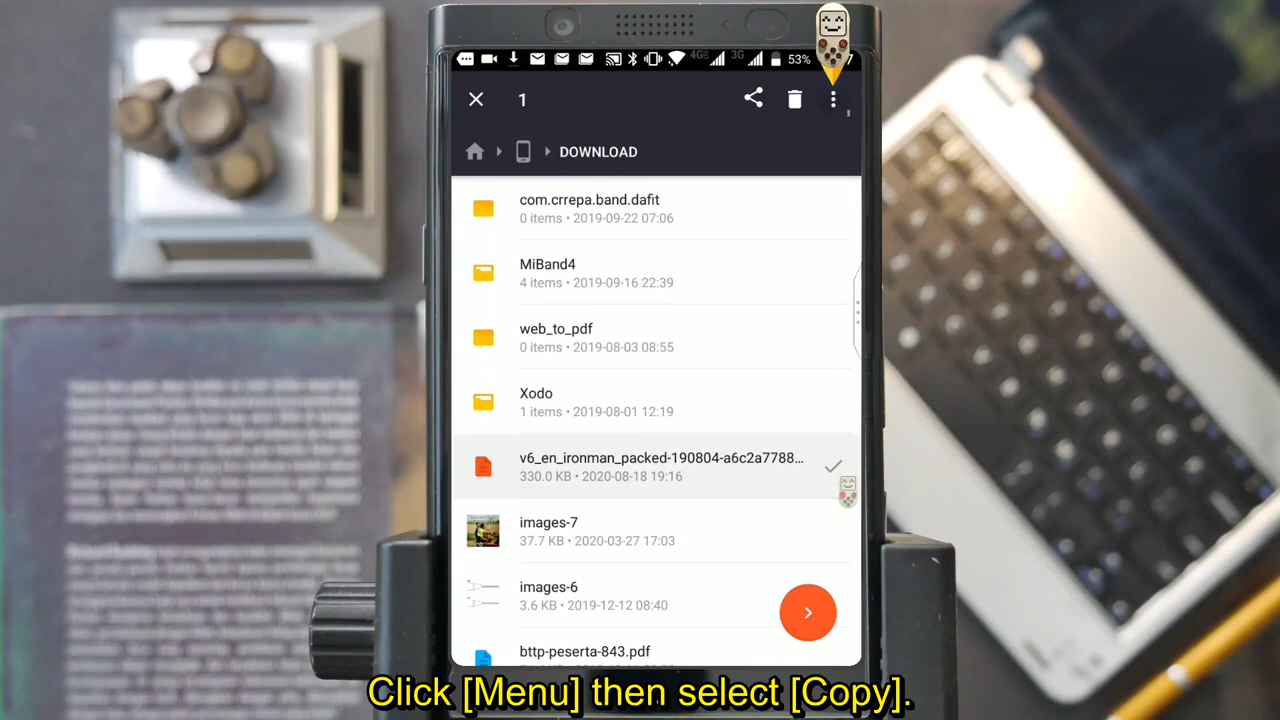 4G
3G
53%
7
1
DOWNLOAD
com.crrepa.band.dafit
0 items • 2019-09-22 07:06
MiBand4
4 items • 2019-09-16 22:39
web_to_pdf
0 items • 2019-08-03 08:55
Xodo
1 items • 2019-08-01 12:19
v6_en_ironman_packed-190804-a6c2a7788...
330.0 KB • 2020-08-18 19:16
images-7
37.7 KB • 2020-03-27 17:03
images-6
3.6 KB • 2019-12-12 08:40
bttp-peserta-843.pdf
Click [Menu] then select [Copy].